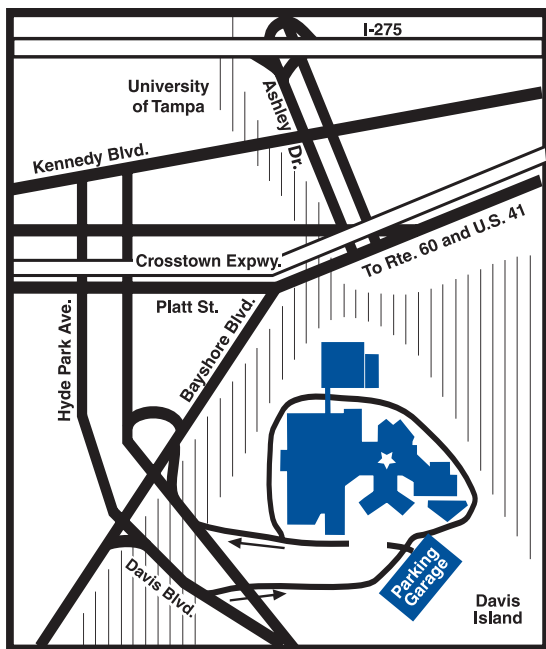 I-275
University
of Tampa
Ashley Dr.
Kennedy Blvd.
To Rte. 60 and U.S. 41
Crosstown Expwy.
Platt St.
Hyde Park Ave.
Bayshore Blvd.
Davis Blvd.
Parking
Garage
Davis
Island